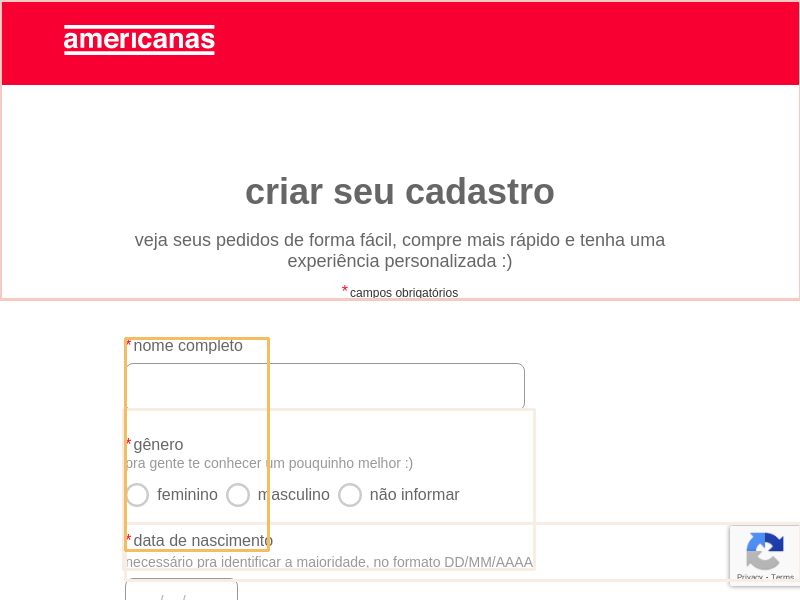 americanas
criar seu cadastro
veja seus pedidos de forma fácil, compre mais rápido e tenha uma
experiência personalizada :)
*campos obrigatórios
*nome completo
*gênero
pra gente te conhecer um pouquinho melhor :)
feminino masculino não informar
*data de nascimento
necessário pra identificar a maioridade, no formato DD/MM/AAAA
Privacy - Terms